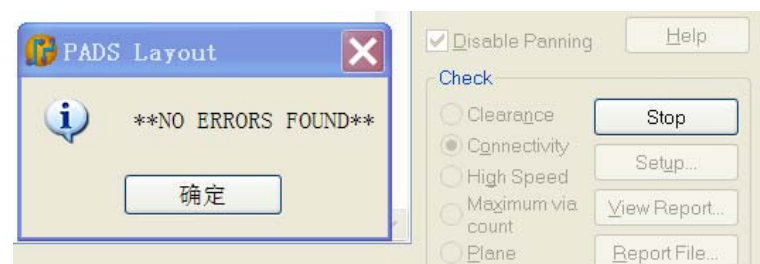 PADS Layout
**NO ERRORS FOUND**
确定
Disable Panning
Help
Check
Clearance
Stop
Connectivity
Setup...
High Speed
Maximum via
count
View Report...
Plane
Report File...